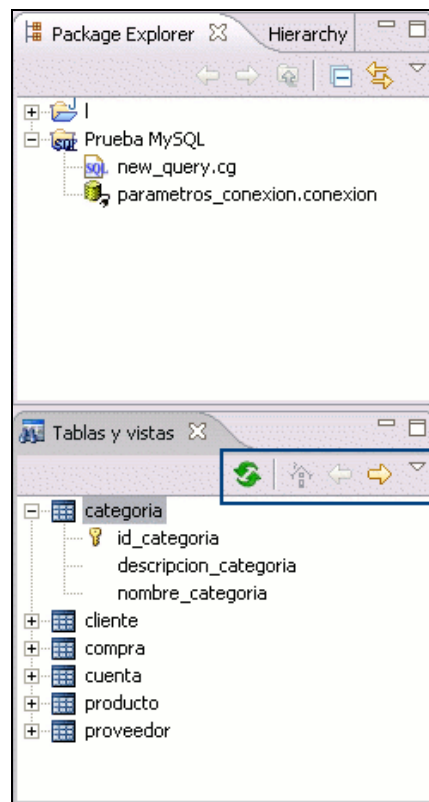 Package Explorer Hierarchy
I
Prueba MySQL
new_query.cg
parametros_conexion.conexion
Tablas y vistas
categoria
id_categoria
descripcion_categoria
nombre_categoria
cliente
compra
cuenta
producto
proveedor